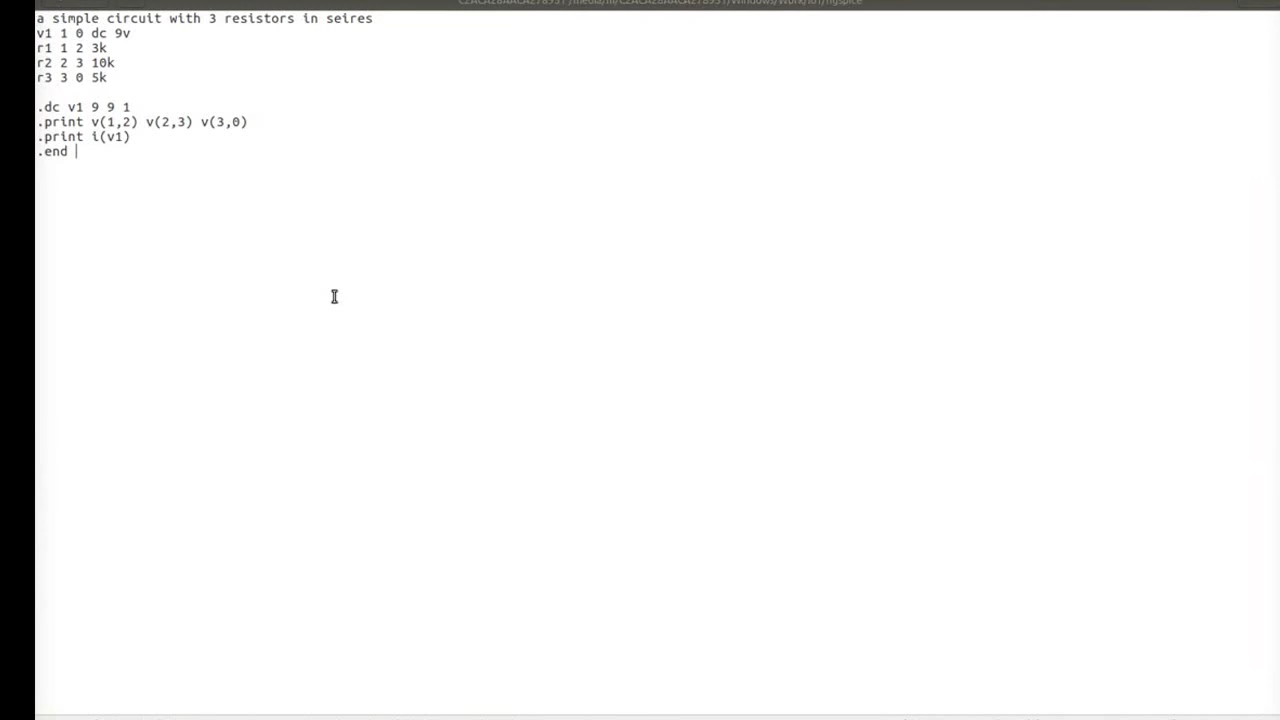 a simple circuit with 3 resistors in seires
v1 1 0 dc 9v
r1 1 2 3k
r2 2 3 10k
r3 3 0 5k
.dc v1 9 9 1
.print v(1,2) v(2,3) v(3,0)
.print i(v1)
.end